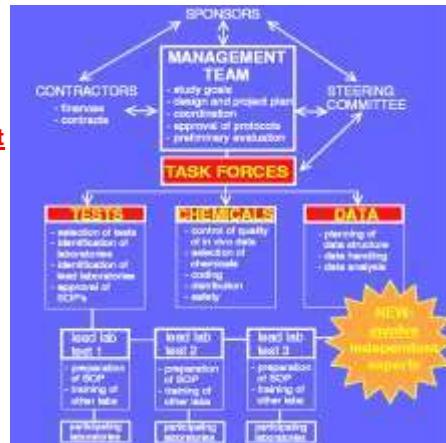 SPONSORS
MANAGEMENT
TEAM
- study goals
- design and project plan
- coordination
- approval of protocols
- preliminary evaluation
CONTRACTORS
- finances
- contracts
STEERING
COMMITTEE
t
TASK FORCES
TESTS
- selection of tests
- identification of
laboratories
- identification of
lead laboratories
- approval of
SOP's
CHEMICALS
- control of quality
of in vivo data
- selection of
chemicals
- coding
- distribution
- safety
DATA
- planning of
data structure
- data handling
- data analysis
NEW:
involve
independent
experts
lead lab
test 1
- preparation
of SOP
- training of
other labs
participating
laboratories
lead lab
test 2
- preparation
of SOP
- training of
other labs
participating
laboratories
lead lab
test 3
- preparation
of SOP
- training of
other labs
participating
laboratories